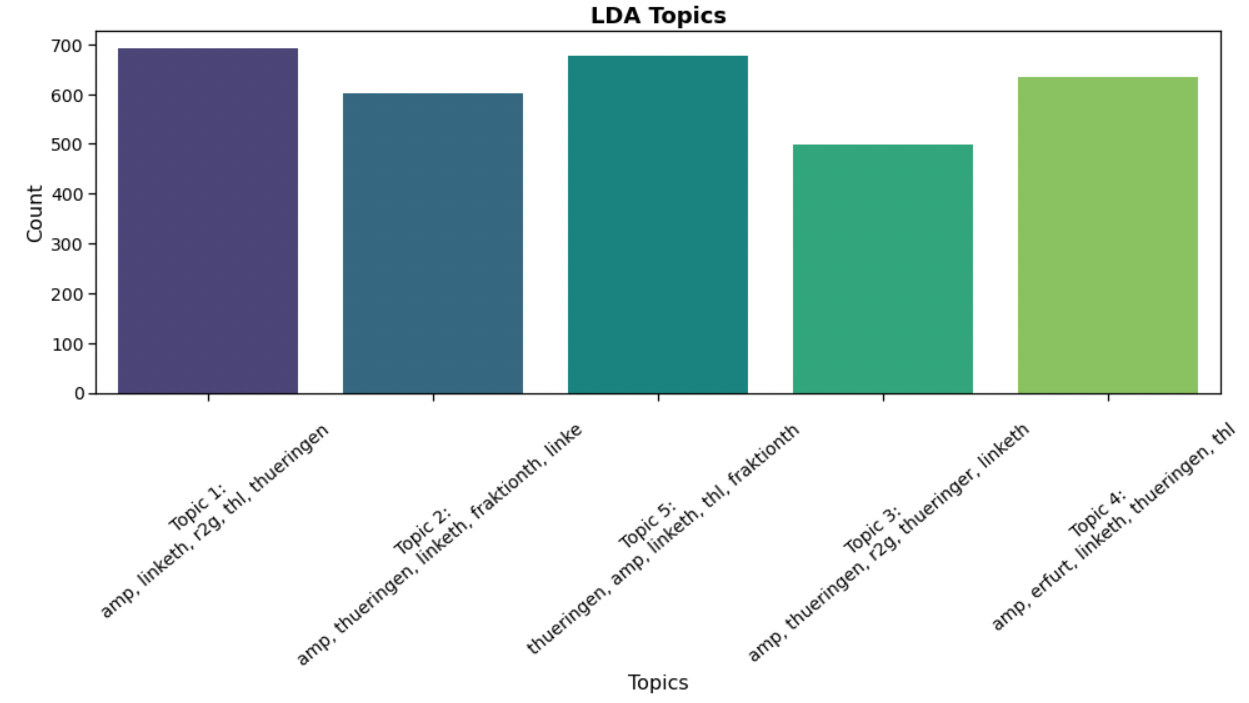 LDA Topics
700
600
500
400
300
200
100
0
Count
Topic 1:
amp, linketh, r2g, thl, thueringen
Topic 2:
amp, thueringen, linketh, fraktionth, linke
Topic 5:
thueringen, amp, linketh, thl, fraktionth
Topic 3:
amp, thueringen, r2g, thueringer, linketh
Topic 4:
amp, erfurt, linketh, thueringen, thl
Topics